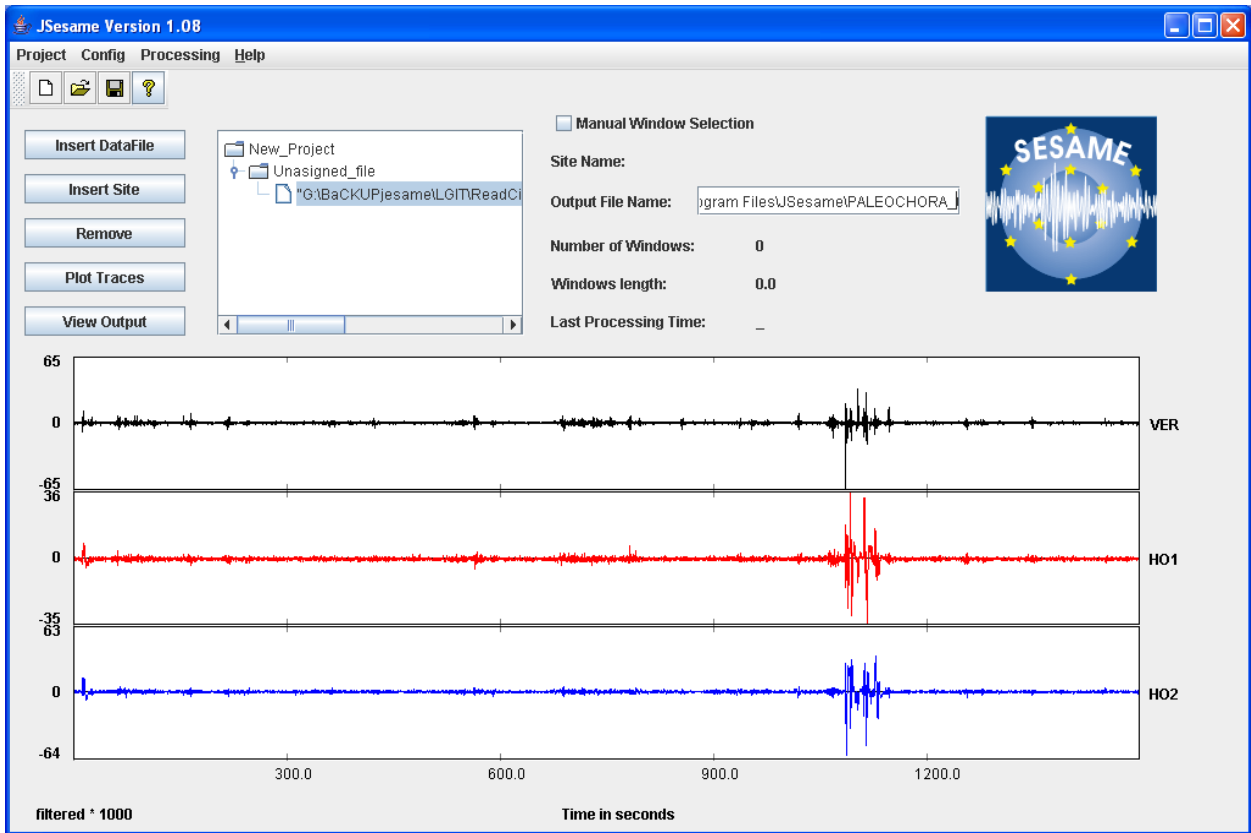 JSesame Version 1.08
Project Config Processing Help
Insert DataFile
Insert Site
Remove
Plot Traces
View Output
New_Project
Unasigned_file
"G:\BaCKUPjesame\LGIT\ReadCi
Manual Window Selection
Site Name:
Output File Name: ogram Files\JSesame\PALEOCHORA_
Number of Windows: 0
Windows length: 0.0
Last Processing Time: _
SESAME
65
0
-65
VER
36
0
-35
HO1
63
0
-64
HO2
300.0 600.0 900.0 1200.0
filtered * 1000 Time in seconds